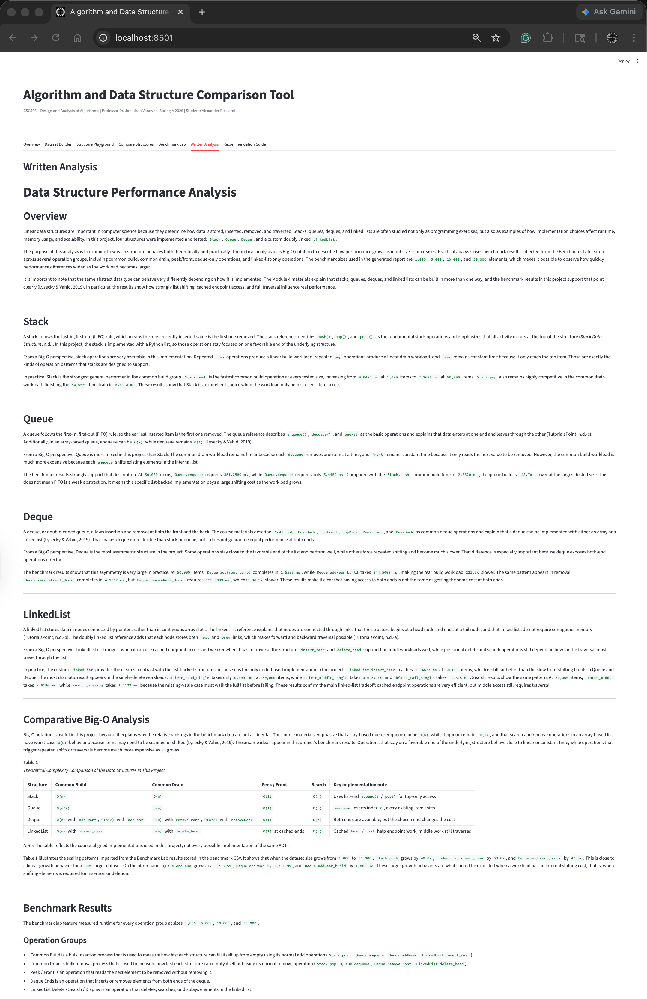 Algorithm and Data Structure
Ask Gemini
localhost:8501
Deploy
Algorithm and Data Structure Comparison Tool
CSC506 – Design and Analysis of Algorithms | Professor Dr. Jonathan Vanover | Spring A 2026 | Student: Alexander Ricciardi
Overview Dataset Builder Structure Playground Compare Structures Benchmark Lab Written Analysis Recommendation Guide
Written Analysis
Data Structure Performance Analysis
Overview
Linear data structures are important in computer science because they determine how data is stored, inserted, removed, and traversed. Stacks, queues, deques, and linked lists are often studied not only as programming exercises, but also as examples of how implementation choices affect runtime,
memory usage, and scalability. In this project, four structures were implemented and tested: Stack , Queue , Deque , and a custom doubly linked LinkedList .
The purpose of this analysis is to examine how each structure behaves both theoretically and practically. Theoretical analysis uses Big-O notation to describe how performance grows as input size n increases. Practical analysis uses benchmark results collected from the Benchmark Lab feature
across several operation groups, including common build, common drain, peek/front, deque-only operations, and linked-list-only operations. The benchmark sizes used in the generated report are 1,000 , 5,000 , 10,000 , and 50,000 elements, which makes it possible to observe how quickly
performance differences widen as the workload becomes larger.
It is important to note that the same abstract data type can behave very differently depending on how it is implemented. The Module 4 materials explain that stacks, queues, deques, and linked lists can be built in more than one way, and the benchmark results in this project support that point
clearly (Lysecky & Vahid, 2019). In particular, the results show how strongly list shifting, cached endpoint access, and full traversal influence real performance.
Stack
A stack follows the last-in, first-out (LIFO) rule, which means the most recently inserted value is the first one removed. The stack reference identifies push() , pop() , and peek() as the fundamental stack operations and emphasizes that all activity occurs at the top of the structure (Stack Data
Structure, n.d.). In this project, the stack is implemented with a Python list, so those operations stay focused on one favorable end of the underlying structure.
From a Big-O perspective, stack operations are very favorable in this implementation. Repeated push operations produce a linear build workload, repeated pop operations produce a linear drain workload, and peek remains constant time because it only reads the top item. Those are exactly the
kinds of operation patterns that stacks are designed to support.
In practice, Stack is the strongest general performer in the common build group. Stack.push is the fastest common build operation at every tested size, increasing from 0.0484 ms at 1,000 items to 2.3620 ms at 50,000 items. Stack.pop also remains highly competitive in the common drain
workload, finishing the 50,000 -item drain in 5.6118 ms . These results show that Stack is an excellent choice when the workload only needs recent-item access.
Queue
A queue follows the first-in, first-out (FIFO) rule, so the earliest inserted item is the first one removed. The queue reference describes enqueue() , dequeue() , and peek() as the basic operations and explains that data enters at one end and leaves through the other (TutorialsPoint, n.d.-c).
Additionally, in an array-based queue, enqueue can be O(N) while dequeue remains O(1) (Lysecky & Vahid, 2019).
From a Big-O perspective, Queue is more mixed in this project than Stack. The common drain workload remains linear because each dequeue removes one item at a time, and front remains constant time because it only reads the next value to be removed. However, the common build workload is
much more expensive because each enqueue shifts existing elements in the internal list.
The benchmark results strongly support that description. At 50,000 items, Queue.enqueue requires 351.2580 ms , while Queue.dequeue requires only 5.4459 ms . Compared with the Stack.push common build time of 2.3620 ms , the queue build is 148.7x slower at the largest tested size. This
does not mean FIFO is a weak abstraction. It means this specific list-backed implementation pays a large shifting cost as the workload grows.
Deque
A deque, or double-ended queue, allows insertion and removal at both the front and the back. The course materials describe PushFront , PushBack , PopFront , PopBack , PeekFront , and PeekBack as common deque operations and explain that a deque can be implemented with either an array or a
linked list (Lysecky & Vahid, 2019). That makes deque more flexible than stack or queue, but it does not guarantee equal performance at both ends.
From a Big-O perspective, Deque is the most asymmetric structure in the project. Some operations stay close to the favorable end of the list and perform well, while others force repeated shifting and become much slower. That difference is especially important because deque exposes both-end
operations directly.
The benchmark results show that this asymmetry is very large in practice. At 50,000 items, Deque.addFront_build completes in 1.5538 ms , while Deque.addRear_build takes 344.5407 ms , making the rear build workload 221.7x slower. The same pattern appears in removal:
Deque.removeFront_drain completes in 4.2062 ms , but Deque.removeRear_drain requires 155.3099 ms , which is 36.9x slower. These results make it clear that having access to both ends is not the same as getting the same cost at both ends.
LinkedList
A linked list stores data in nodes connected by pointers rather than in contiguous array slots. The linked-list reference explains that nodes are connected through links, that the structure begins at a head node and ends at a tail node, and that linked lists do not require contiguous memory
(TutorialsPoint, n.d.-b). The doubly linked list reference adds that each node stores both next and prev links, which makes forward and backward traversal possible (TutorialsPoint, n.d.-a).
From a Big-O perspective, LinkedList is strongest when it can use cached endpoint access and weaker when it has to traverse the structure. insert_rear and delete_head support linear full workloads well, while positional delete and search operations still depend on how far the traversal must
travel through the list.
In practice, the custom LinkedList provides the clearest contrast with the list-backed structures because it is the only node-based implementation in the project. LinkedList.insert_rear reaches 13.4627 ms at 50,000 items, which is still far better than the slow front-shifting builds in Queue and
Deque. The most dramatic result appears in the single-delete workloads: delete_head_single takes only 0.0007 ms at 50,000 items, while delete_middle_single takes 0.6257 ms and delete_tail_single takes 1.2615 ms . Search results show the same pattern. At 50,000 items, search_middle
takes 0.6186 ms , while search_missing takes 1.2122 ms because the missing-value case must walk the full list before failing. These results confirm the main linked-list tradeoff: cached endpoint operations are very efficient, but middle access still requires traversal.
Comparative Big-O Analysis
Big-O notation is useful in this project because it explains why the relative rankings in the benchmark data are not accidental. The course materials emphasize that array-based queue enqueue can be O(N) while dequeue remains O(1) , and that search and remove operations in an array-based list
have worst-case O(N) behavior because items may need to be scanned or shifted (Lysecky & Vahid, 2019). Those same ideas appear in this project's benchmark results. Operations that stay on a favorable end of the underlying structure behave close to linear or constant time, while operations that
trigger repeated shifts or traversals become much more expensive as n grows.
Table 1
Theoretical Complexity Comparison of the Data Structures in This Project
Structure Common Build Common Drain Peek / Front Search Key implementation note
Stack O(n) O(n) O(1) O(n) Uses list-end append() / pop() for top-only access
Queue O(n^2) O(n) O(1) O(n) enqueue inserts index 0 , every existing item shifts
Deque O(n) with addFront , O(n^2) with addRear O(n) with removeFront , O(n^2) with removeRear O(1) O(n) Both ends are available, but the chosen end changes the cost
LinkedList O(n) with insert_rear O(n) with delete_head O(1) at cached ends O(n) Cached head / tail help endpoint work; middle work still traverses
Note: The table reflects the course-aligned implementations used in this project, not every possible implementation of the same ADTs.
Table 1 illustrates the scaling patterns imparted from the Benchmark Lab results stored in the benchmark CSV. It shows that when the dataset size grows from 1,000 to 50,000 , Stack.push grows by 48.8x , LinkedList.insert_rear by 53.8x , and Deque.addFront_build by 47.9x . This is close to
a linear growth behavior for a 50x larger dataset. On the other hand, Queue.enqueue grows by 1,765.5x , Deque.addRear by 1,781.9x , and Deque.addRear_build by 1,888.8x . These larger growth behaviors are what should be expected when a workload has an internal shifting cost, that is, when
shifting elements is required for insertion or deletion.
Benchmark Results
The benchmark lab feature measured runtime for every operation group at sizes 1,000 , 5,000 , 10,000 , and 50,000 .
Operation Groups
• Common Build is a bulk insertion process that is used to measure how fast each structure can fill itself up from empty using its normal add operation ( Stack.push , Queue.enqueue , Deque.addRear , LinkedList.insert_rear ).
• Common Drain is bulk removal process that is used to measure how fast each structure can empty itself out using its normal remove operation ( Stack.pop , Queue.dequeue , Deque.removeFront , LinkedList.delete_head ).
• Peek / Front is an operation that reads the next element to be removed without removing it.
• Deque Ends is an operation that inserts or removes elements from both ends of the deque.
• LinkedList Delete / Search / Display is an operation that deletes, searches, or displays elements in the linked list.